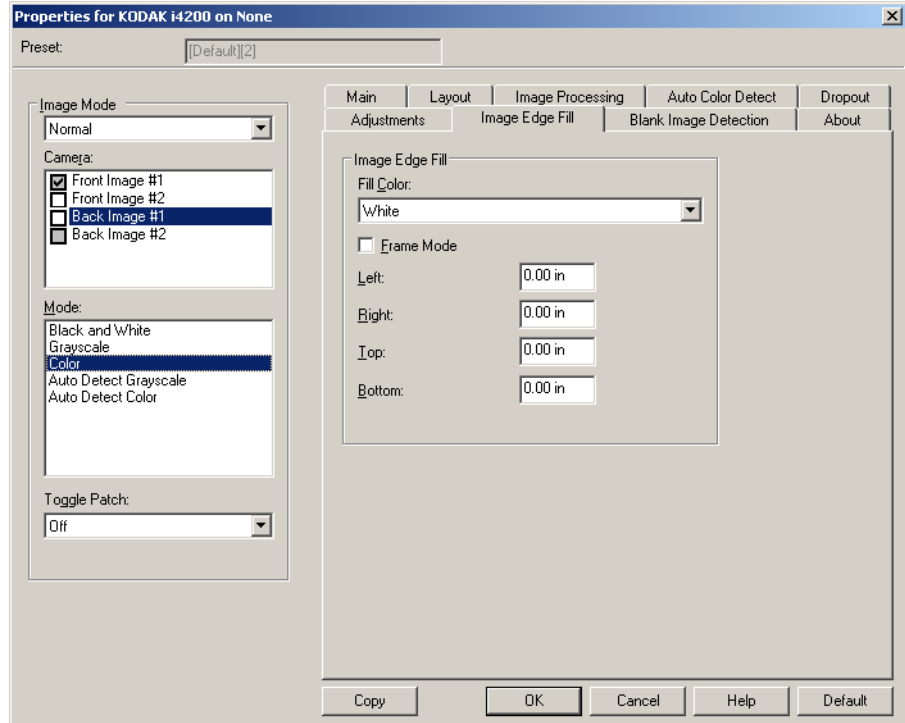 Properties for KODAK i4200 on None
Preset:
[Default][2]
Image Mode
Normal
Camera:
Front Image #1
Front Image #2
Back Image #1
Back Image #2
Mode:
Black and White
Grayscale
Color
Auto Detect Grayscale
Auto Detect Color
Toggle Patch:
Off
Main Layout Image Processing Auto Color Detect Dropout
Adjustments Image Edge Fill Blank Image Detection About
Image Edge Fill
Fill Color:
White
Frame Mode
Left: 0.00 in
Right: 0.00 in
Top: 0.00 in
Bottom: 0.00 in
Copy OK Cancel Help Default